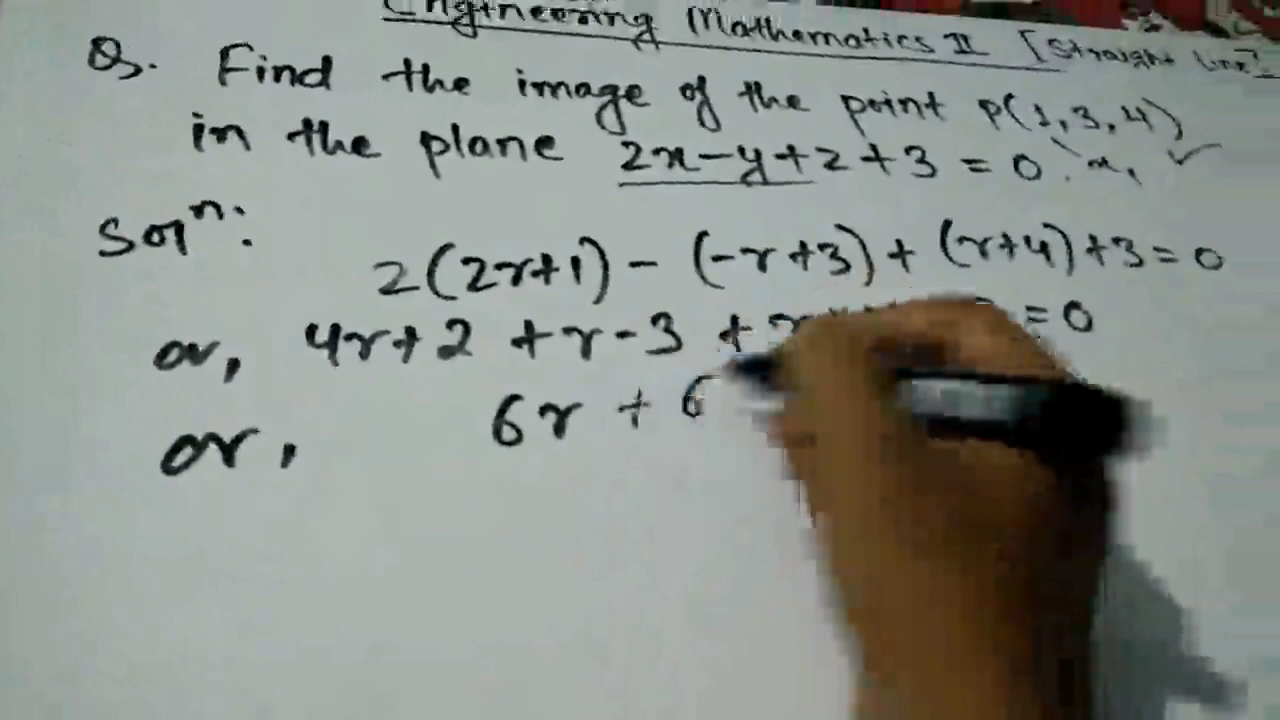 Engineering Mathematics II [Straight Line]
Q. Find the image of the point P(1,3,4)
in the plane 2x-y+z+3=0
Solⁿ:
2(2r+1) - (-r+3) + (r+4)+3=0
or, 4r+2 +r-3 + =0
or, 6r + 6